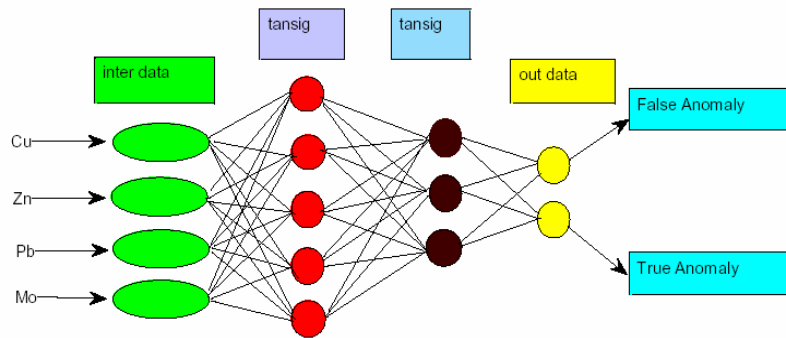 tansig
tansig
inter data
out data
False Anomaly
Cu
Zn
Pb
Mo
True Anomaly